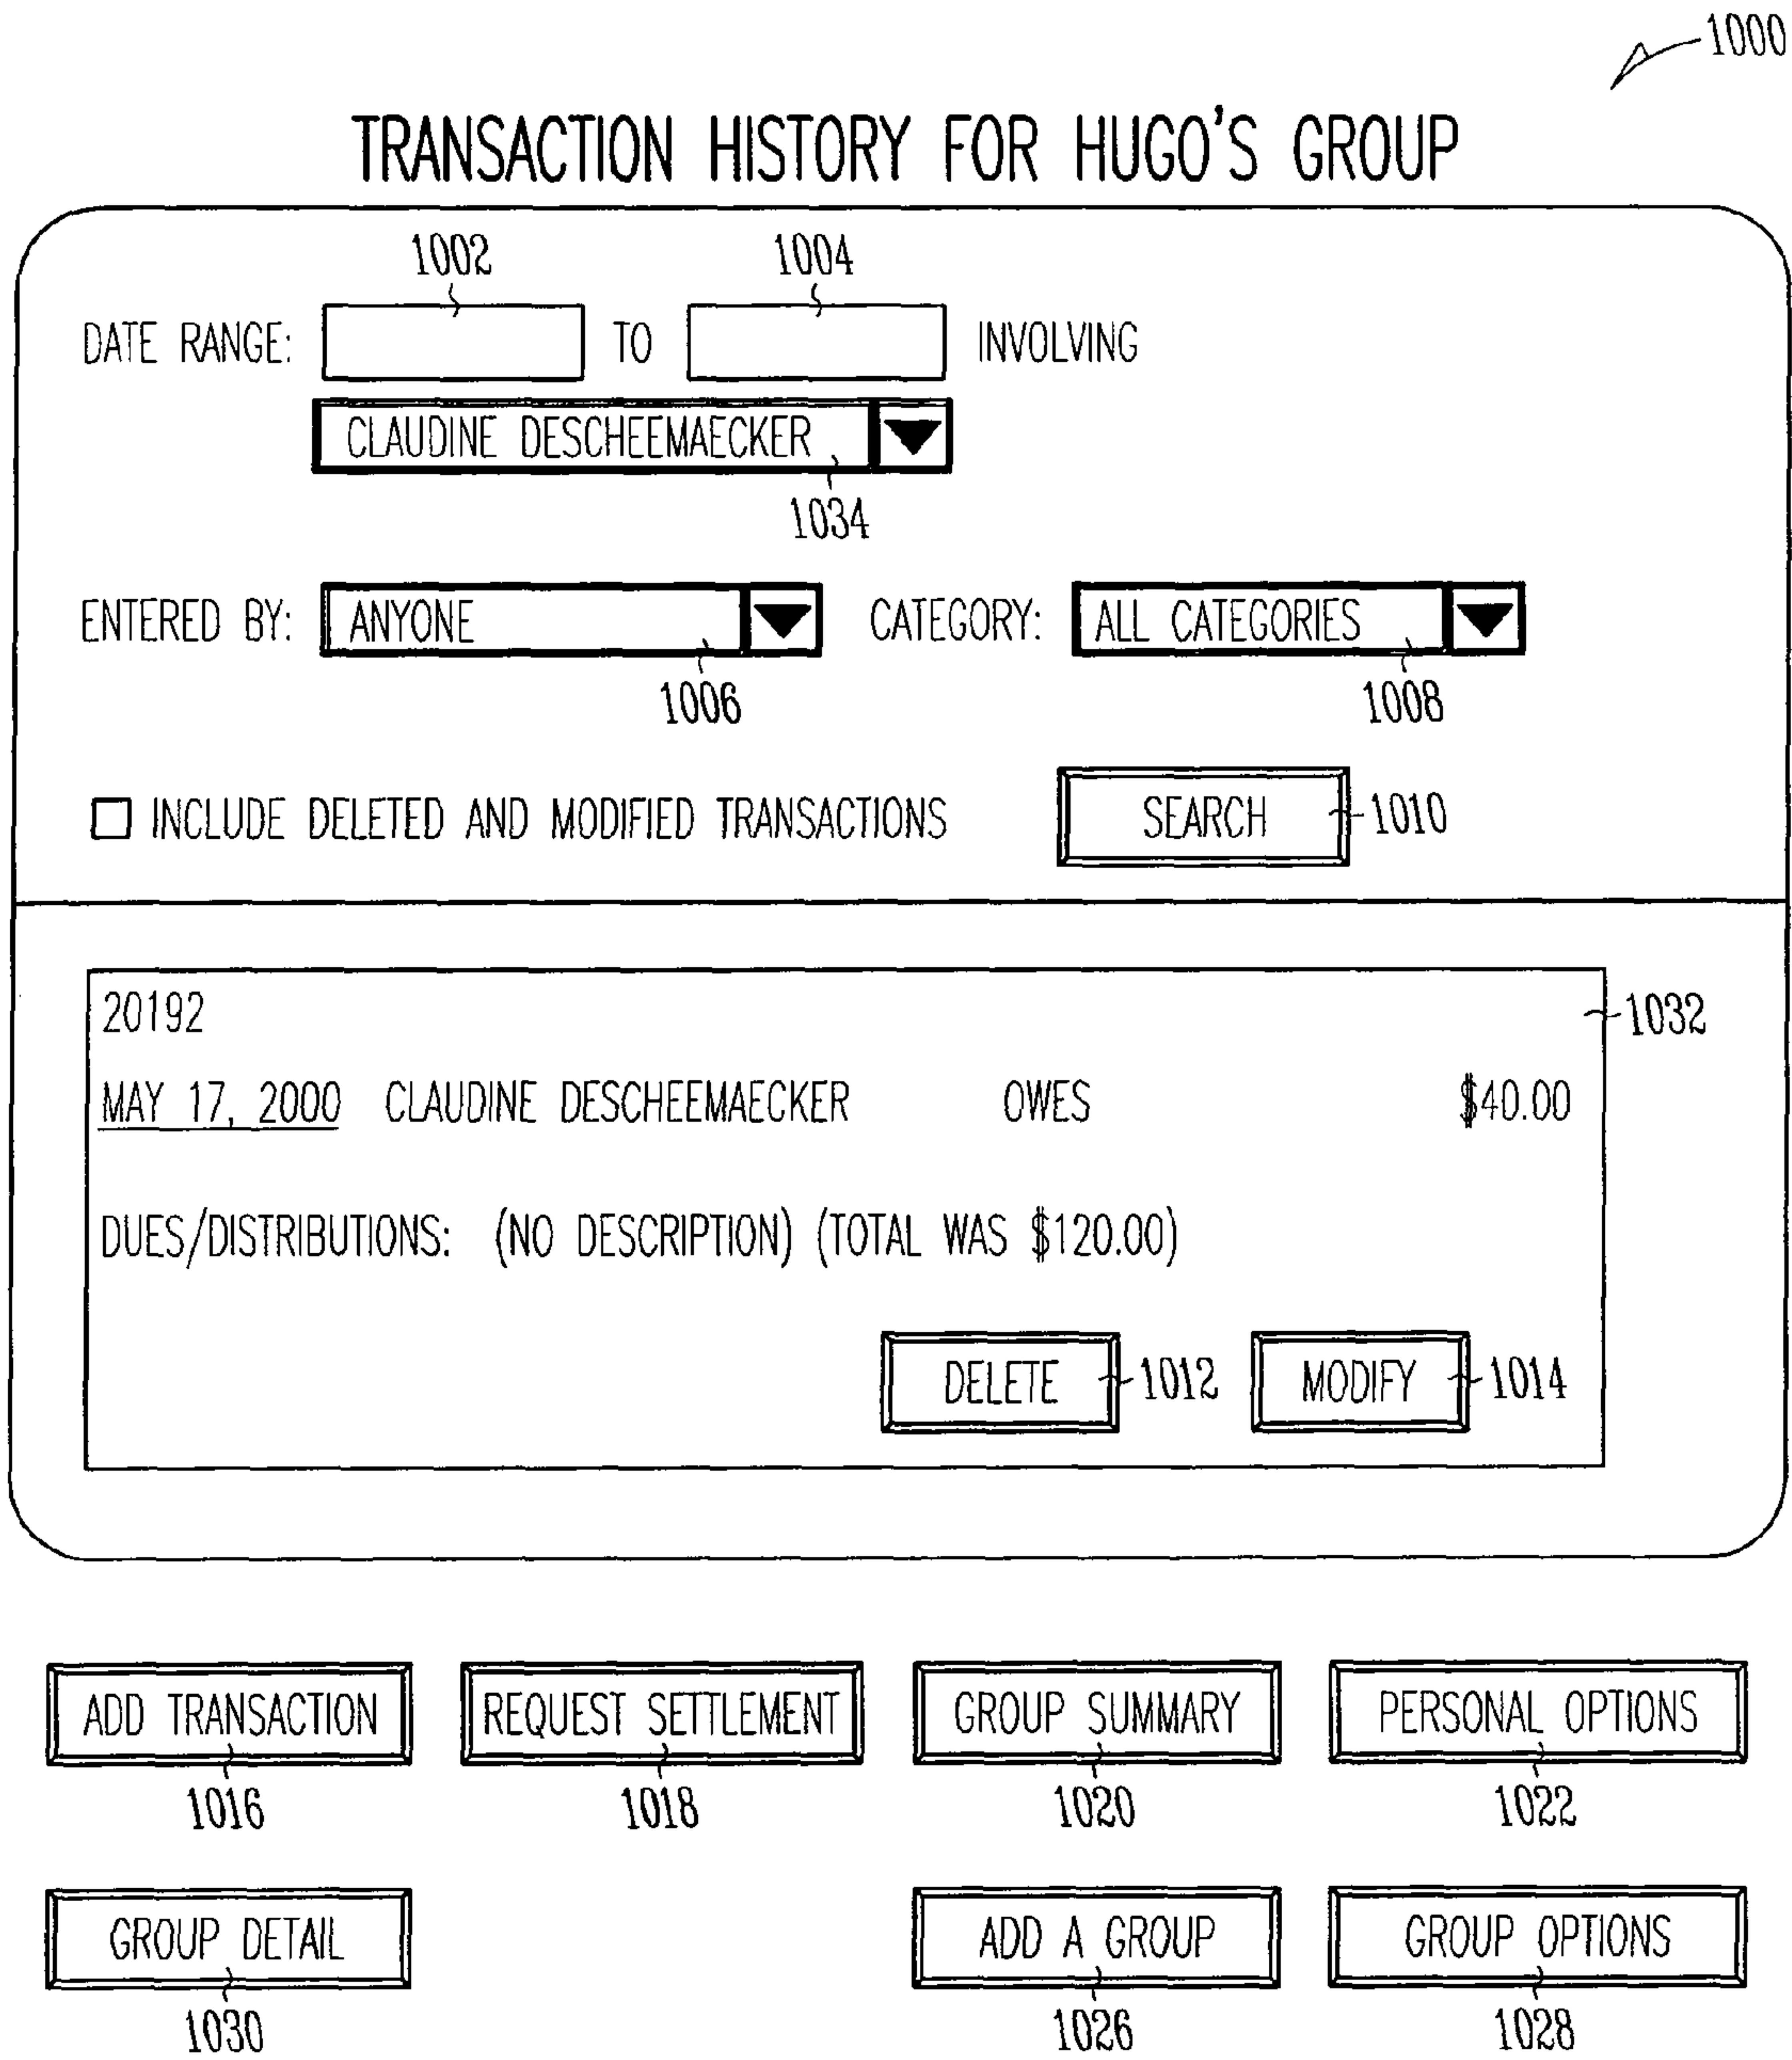 1000
TRANSACTION HISTORY FOR HUGO'S GROUP
1002 1004
DATE RANGE: TO INVOLVING
CLAUDINE DESCHEEMAECKER
1034
ENTERED BY: ANYONE CATEGORY: ALL CATEGORIES
1006 1008
INCLUDE DELETED AND MODIFIED TRANSACTIONS SEARCH 1010
20192 1032
MAY 17, 2000 CLAUDINE DESCHEEMAECKER OWES $40.00
DUES/DISTRIBUTIONS: (NO DESCRIPTION) (TOTAL WAS $120.00)
DELETE 1012 MODIFY 1014
ADD TRANSACTION REQUEST SETTLEMENT GROUP SUMMARY PERSONAL OPTIONS
1016 1018 1020 1022
GROUP DETAIL ADD A GROUP GROUP OPTIONS
1030 1026 1028